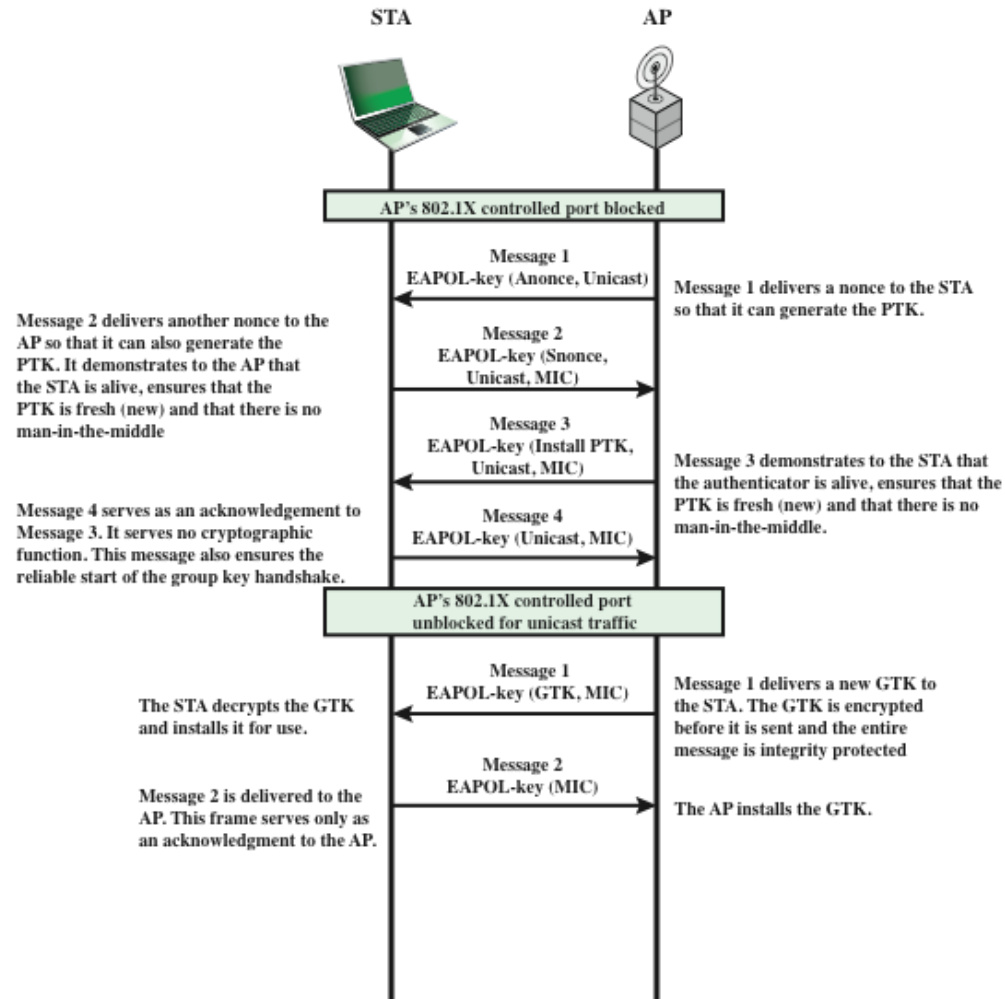 STA
AP
AP's 802.1X controlled port blocked
Message 1
EAPOL-key (Anonce, Unicast)
Message 1 delivers a nonce to the STA
so that it can generate the PTK.
Message 2 delivers another nonce to the
AP so that it can also generate the
PTK. It demonstrates to the AP that
the STA is alive, ensures that the
PTK is fresh (new) and that there is no
man-in-the-middle
Message 2
EAPOL-key (Snonce,
Unicast, MIC)
Message 3
EAPOL-key (Install PTK,
Unicast, MIC)
Message 3 demonstrates to the STA that
the authenticator is alive, ensures that the
PTK is fresh (new) and that there is no
man-in-the-middle.
Message 4 serves as an acknowledgement to
Message 3. It serves no cryptographic
function. This message also ensures the
reliable start of the group key handshake.
Message 4
EAPOL-key (Unicast, MIC)
AP's 802.1X controlled port
unblocked for unicast traffic
Message 1
EAPOL-key (GTK, MIC)
Message 1 delivers a new GTK to
the STA. The GTK is encrypted
before it is sent and the entire
message is integrity protected
The STA decrypts the GTK
and installs it for use.
Message 2
EAPOL-key (MIC)
Message 2 is delivered to the
AP. This frame serves only as
an acknowledgment to the AP.
The AP installs the GTK.